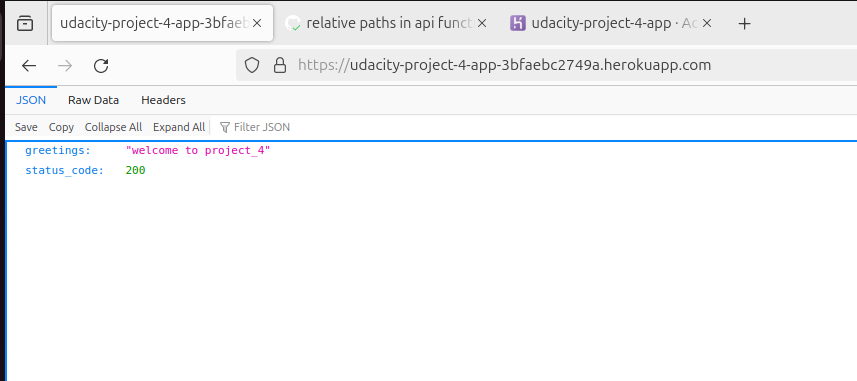 udacity-project-4-app-3bfaeb
relative paths in api funct
udacity-project-4-app · Ac
https://udacity-project-4-app-3bfaebc2749a.herokuapp.com
JSON Raw Data Headers
Save Copy Collapse All Expand All Filter JSON
greetings: "welcome to project_4"
status_code: 200